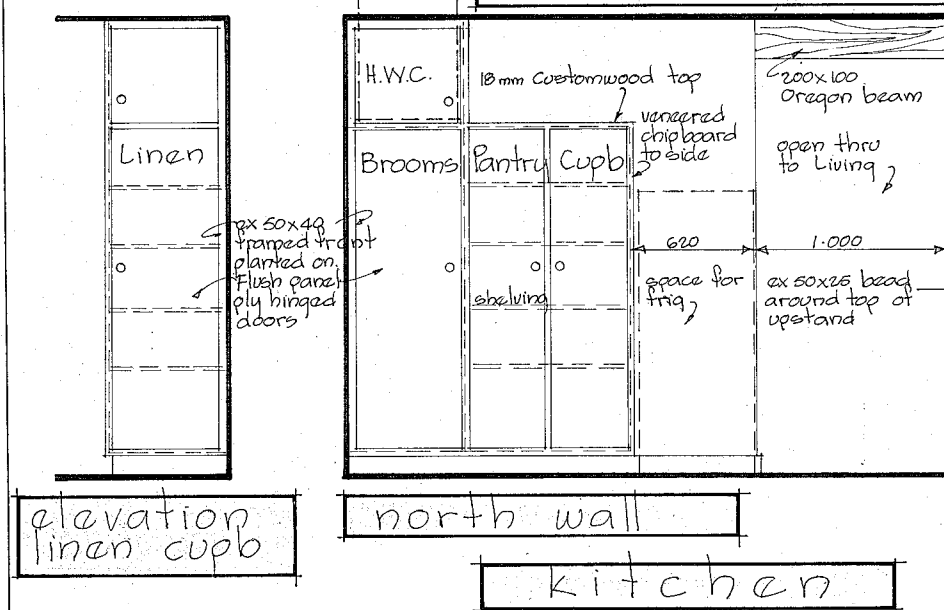 H.W.C.
18mm Customwood top
200x100
Oregon beam
veneered
chipboard
to side
open thru
to Living
Linen
Brooms
Pantry
Cupb
ex 50x40
framed front
planted on.
Flush panel
ply hinged
doors
shelving
620
1.000
space for
frig
ex 50x25 bead
around top of
upstand
elevation
linen cupb
north wall
kitchen